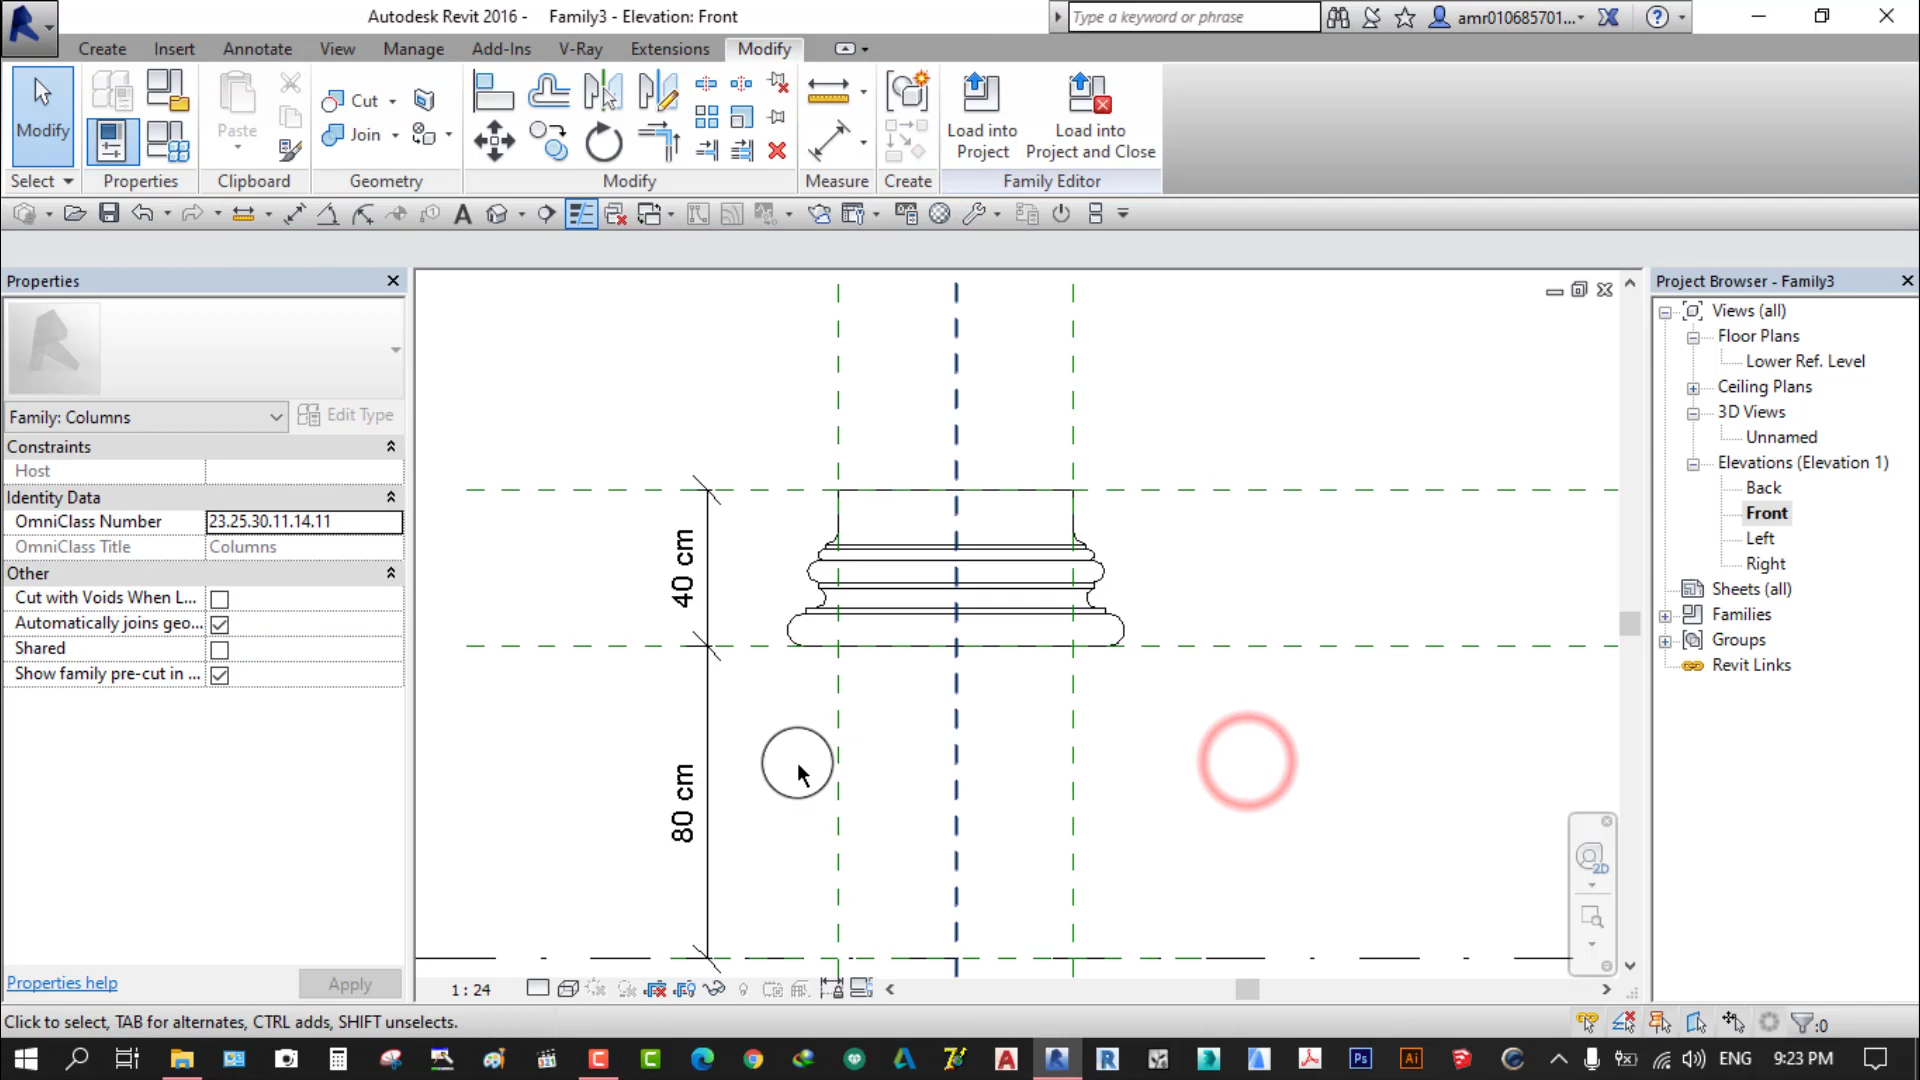 Autodesk Revit 2016 - Family3 - Elevation: Front
Type a keyword or phrase
amr010685701...
Create Insert Annotate View Manage Add-Ins V-Ray Extensions Modify
Modify
Paste
Cut
Join
Load into Project
Load into Project and Close
Select Properties Clipboard Geometry Modify Measure Create Family Editor
Properties
Family: Columns
Edit Type
Constraints
Host
Identity Data
OmniClass Number 23.25.30.11.14.11
OmniClass Title Columns
Other
Cut with Voids When L...
Automatically joins geo...
Shared
Show family pre-cut in ...
Properties help
Apply
40 cm
80 cm
2D
1 : 24
Project Browser - Family3
Views (all)
Floor Plans
Lower Ref. Level
Ceiling Plans
3D Views
Unnamed
Elevations (Elevation 1)
Back
Front
Left
Right
Sheets (all)
Families
Groups
Revit Links
Click to select, TAB for alternates, CTRL adds, SHIFT unselects.
:0
ENG 9:23 PM